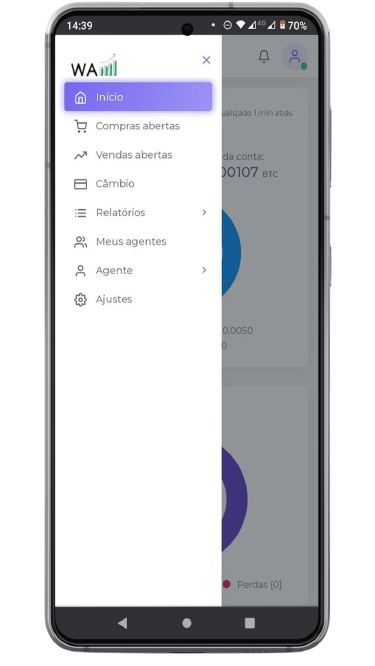 14:39
4G
70%
WA
Início
ualizado 1 min atrás
Compras abertas
Vendas abertas
da conta:
00107 BTC
Câmbio
Relatórios
Meus agentes
Agente
Ajustes
0.0050
0
Perdas [0]